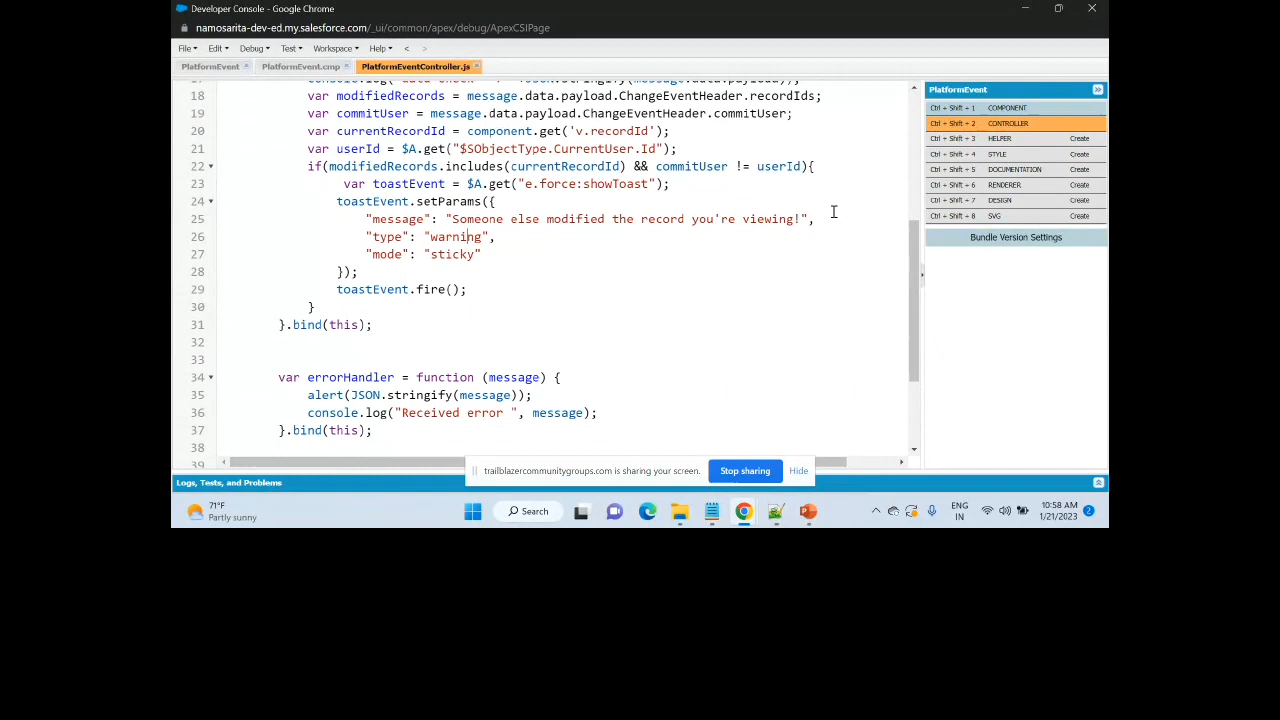 Developer Console - Google Chrome
namosarita-dev-ed.my.salesforce.com/_ui/common/apex/debug/ApexCSIPage
File Edit Debug Test Workspace Help < >
PlatformEvent PlatformEvent.cmp PlatformEventController.js
18 var modifiedRecords = message.data.payload.ChangeEventHeader.recordIds;
19 var commitUser = message.data.payload.ChangeEventHeader.commitUser;
20 var currentRecordId = component.get('v.recordId');
21 var userId = $A.get("$SObjectType.CurrentUser.Id");
22 if(modifiedRecords.includes(currentRecordId) && commitUser != userId){
23 var toastEvent = $A.get("e.force:showToast");
24 toastEvent.setParams({
25 "message": "Someone else modified the record you're viewing!",
26 "type": "warning",
27 "mode": "sticky"
28 });
29 toastEvent.fire();
30 }
31 }.bind(this);
32
33
34 var errorHandler = function (message) {
35 alert(JSON.stringify(message));
36 console.log("Received error ", message);
37 }.bind(this);
38
39
PlatformEvent
Ctrl + Shift + 1 COMPONENT
Ctrl + Shift + 2 CONTROLLER
Ctrl + Shift + 3 HELPER Create
Ctrl + Shift + 4 STYLE Create
Ctrl + Shift + 5 DOCUMENTATION Create
Ctrl + Shift + 6 RENDERER Create
Ctrl + Shift + 7 DESIGN Create
Ctrl + Shift + 8 SVG Create
Bundle Version Settings
trailblazercommunitygroups.com is sharing your screen. Stop sharing Hide
Logs, Tests, and Problems
71°F
Partly sunny
Search
ENG
IN
10:58 AM
1/21/2023
2